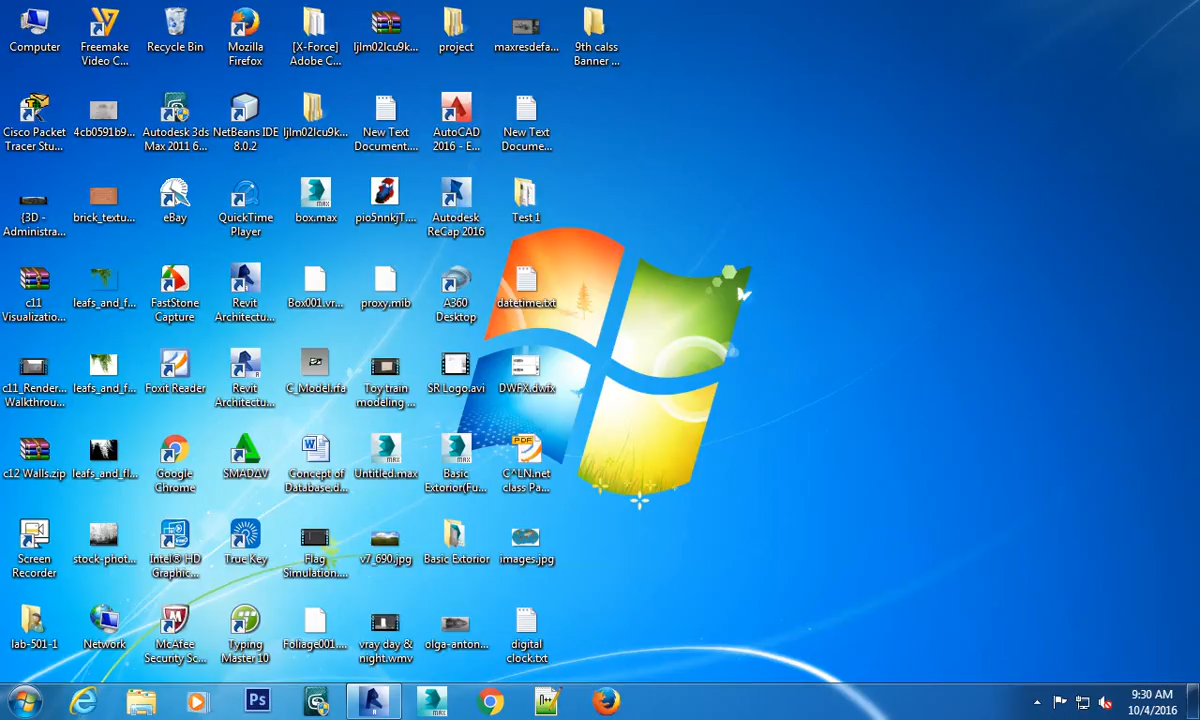 Computer
Freemake
Video C...
Recycle Bin
Mozilla
Firefox
[X-Force]
Adobe C...
ljlm02lcu9k...
project
maxresdefa...
9th calss
Banner ...
Cisco Packet
Tracer Stu...
4cb0591b9...
Autodesk 3ds
Max 2011 6...
NetBeans IDE
8.0.2
ljlm02lcu9k...
New Text
Document....
AutoCAD
2016 - E...
New Text
Docume...
{3D -
Administra...
brick_textu...
eBay
QuickTime
Player
box.max
pio5nnkjT....
Autodesk
ReCap 2016
Test 1
c11
Visualizatio...
leafs_and_f...
FastStone
Capture
Revit
Architectu...
Box001.vr...
proxy.mib
A360
Desktop
datetime.txt
c11_Render...
Walkthrou...
leafs_and_f...
Foxit Reader
Revit
Architectu...
C_Model.rfa
Toy train
modeling ...
SR Logo.avi
DWFX.dwfx
c12 Walls.zip
leafs_and_fl...
Google
Chrome
SMADΔV
Concept of
Database.d...
Untitled.max
Basic
Extorior(Fu...
PDF
C^LN.net
class Pa...
Screen
Recorder
stock-phot...
Intel® HD
Graphic...
True Key
Flag
Simulation....
v7_690.jpg
Basic Extorior
images.jpg
lab-501-1
Network
McAfee
Security Sc...
Typing
Master 10
Foliage001....
vray day &
night.wmv
olga-anton...
digital
clock.txt
Ps
MAX
N++
9:30 AM
10/4/2016